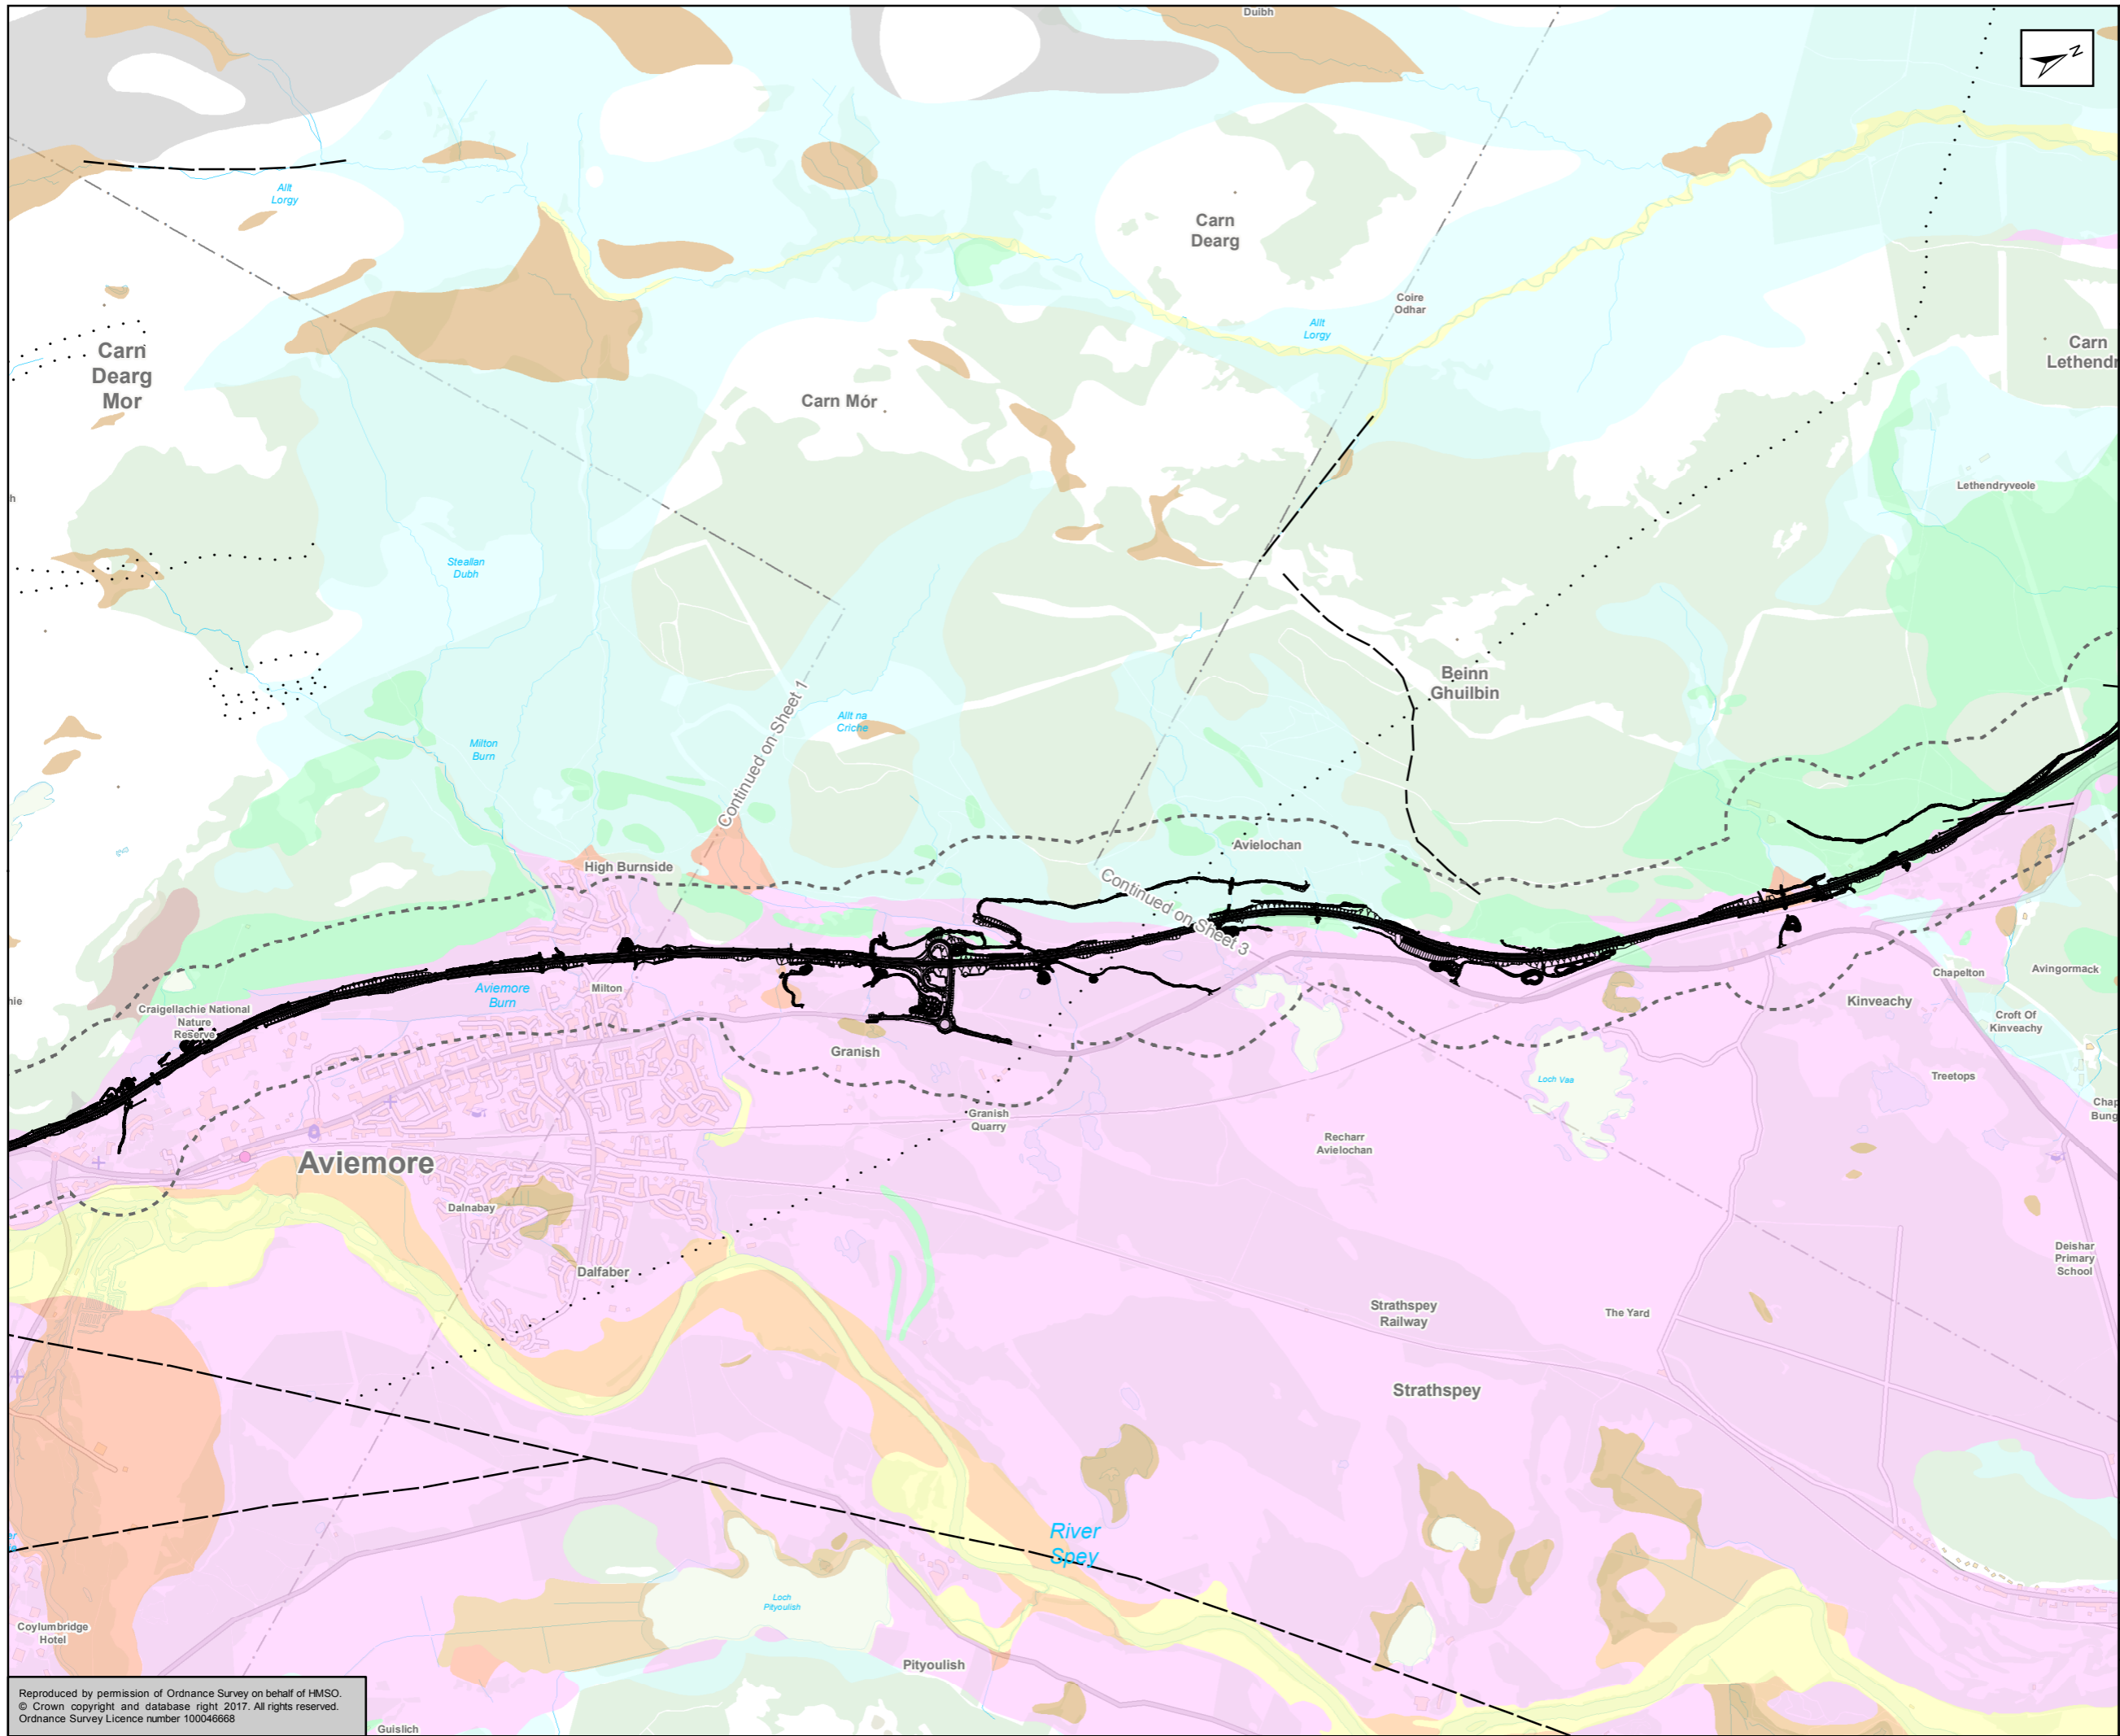 Duibh
N
Allt
Lorgy
Carn
Dearg
Coire
Odhar
Allt
Lorgy
Carn
Dearg
Mor
Carn
Lethendr
Carn Mór
Lethendryveole
h
Steallan
Dubh
Beinn
Ghuilbin
Continued on Sheet 1
Allt na
Criche
Milton
Burn
High Burnside
Avielochan
Continued on Sheet 3
Chapelton
Avingormack
Aviemore
Burn
Milton
hie
Craigellachie National
Nature
Reserve
Kinveachy
Croft Of
Kinveachy
Granish
Loch Vaa
Treetops
Granish
Quarry
Chap
Bung
Recharr
Avielochan
Aviemore
Dalnabay
Deishar
Primary
School
Dalfaber
Strathspey
Railway
The Yard
Strathspey
er
River
Spey
Loch
Pityoulish
Coylumbridge
Hotel
Pityoulish
Reproduced by permission of Ordnance Survey on behalf of HMSO.
© Crown copyright and database right 2017. All rights reserved.
Ordnance Survey Licence number 100046668
Guislich